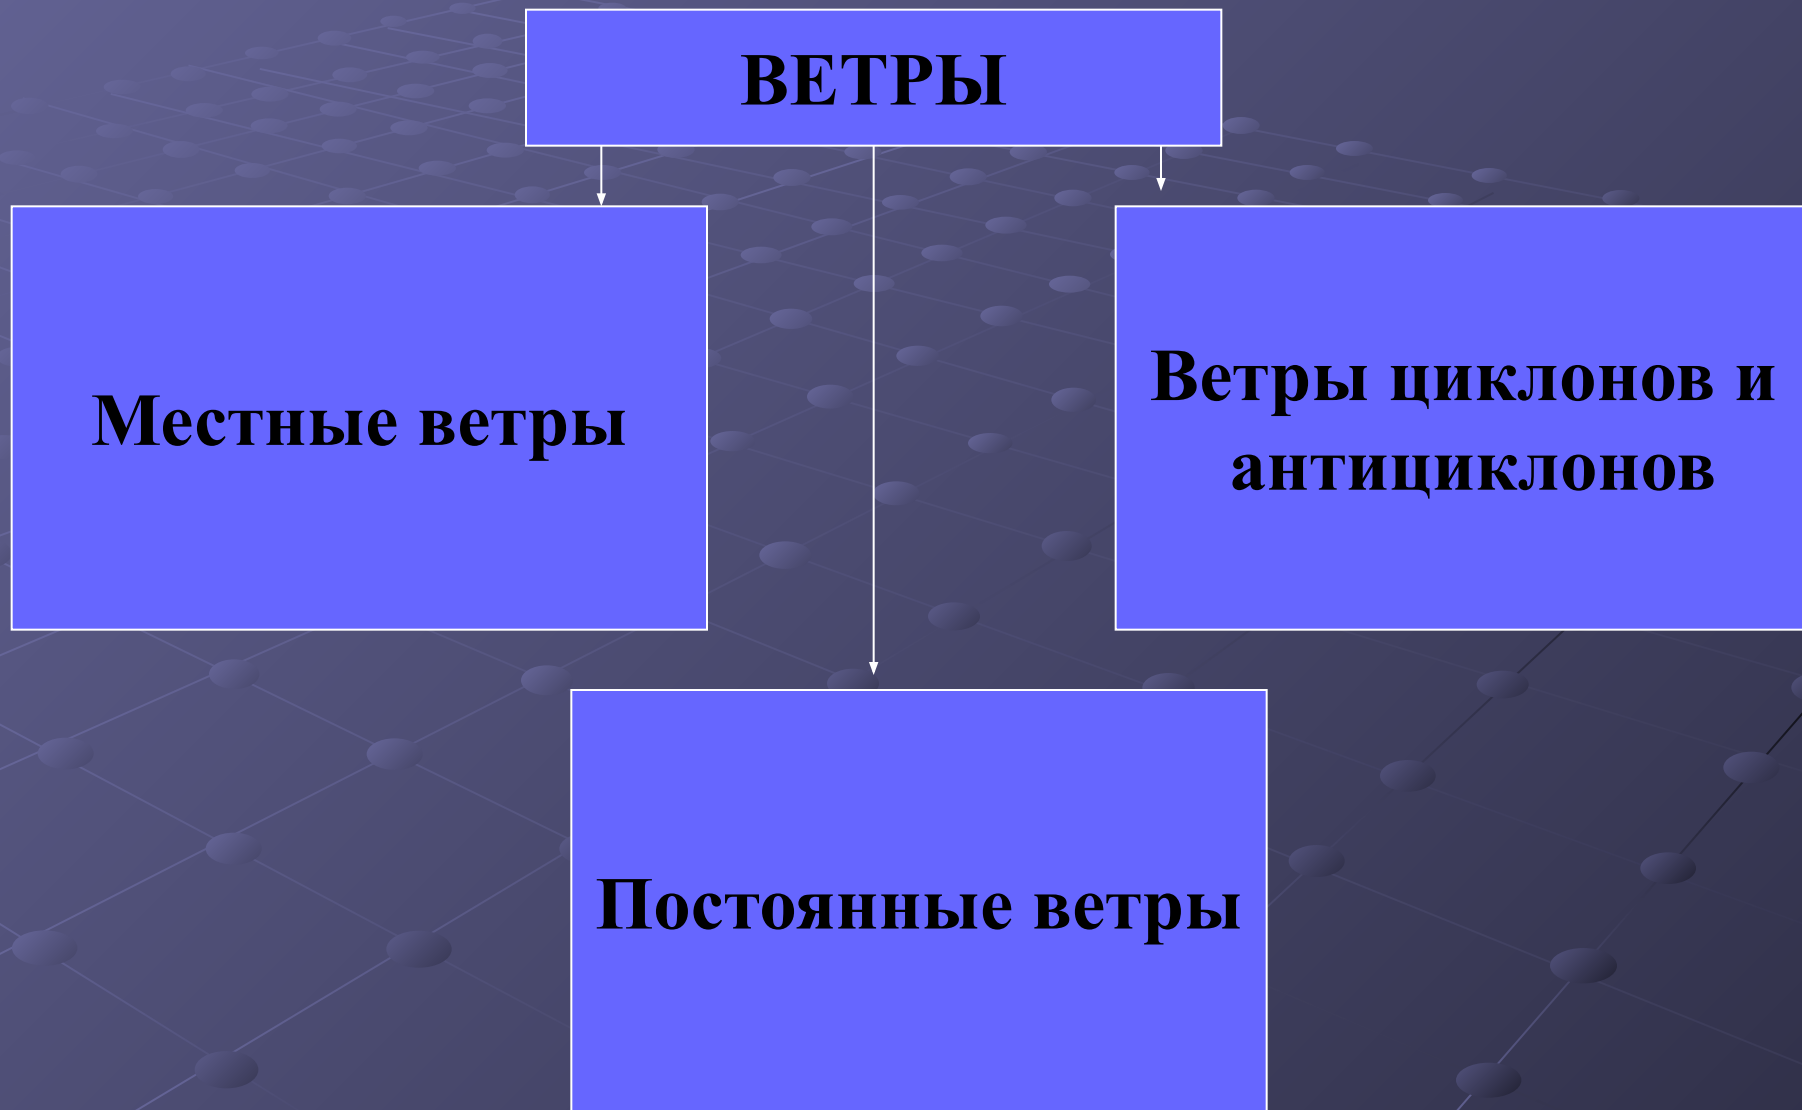 ВЕТРЫ
Местные ветры
Ветры циклонов и
антициклонов
Постоянные ветры